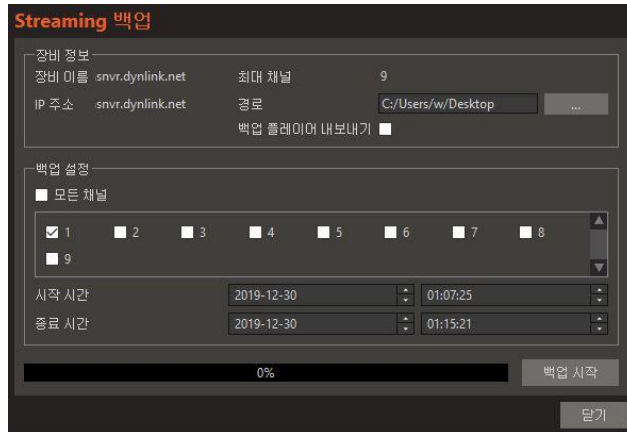 Streaming 백업
장비 정보
장비 이름 snvr.dynlink.net 최대 채널 9
IP 주소 snvr.dynlink.net 경로 C:/Users/w/Desktop ...
백업 플레이어 내보내기
백업 설정
모든 채널
1 2 3 4 5 6 7 8
9
시작 시간 2019-12-30 01:07:25
종료 시간 2019-12-30 01:15:21
0% 백업 시작
닫기